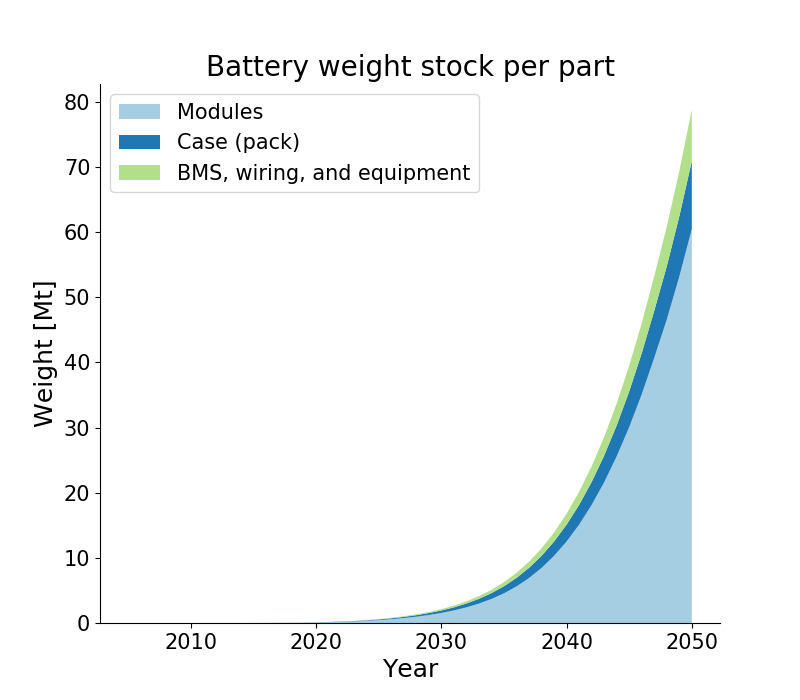 Battery weight stock per part
Modules
Case (pack)
BMS, wiring, and equipment
Weight [Mt]
80
70
60
50
40
30
20
10
0
2010 2020 2030 2040 2050
Year